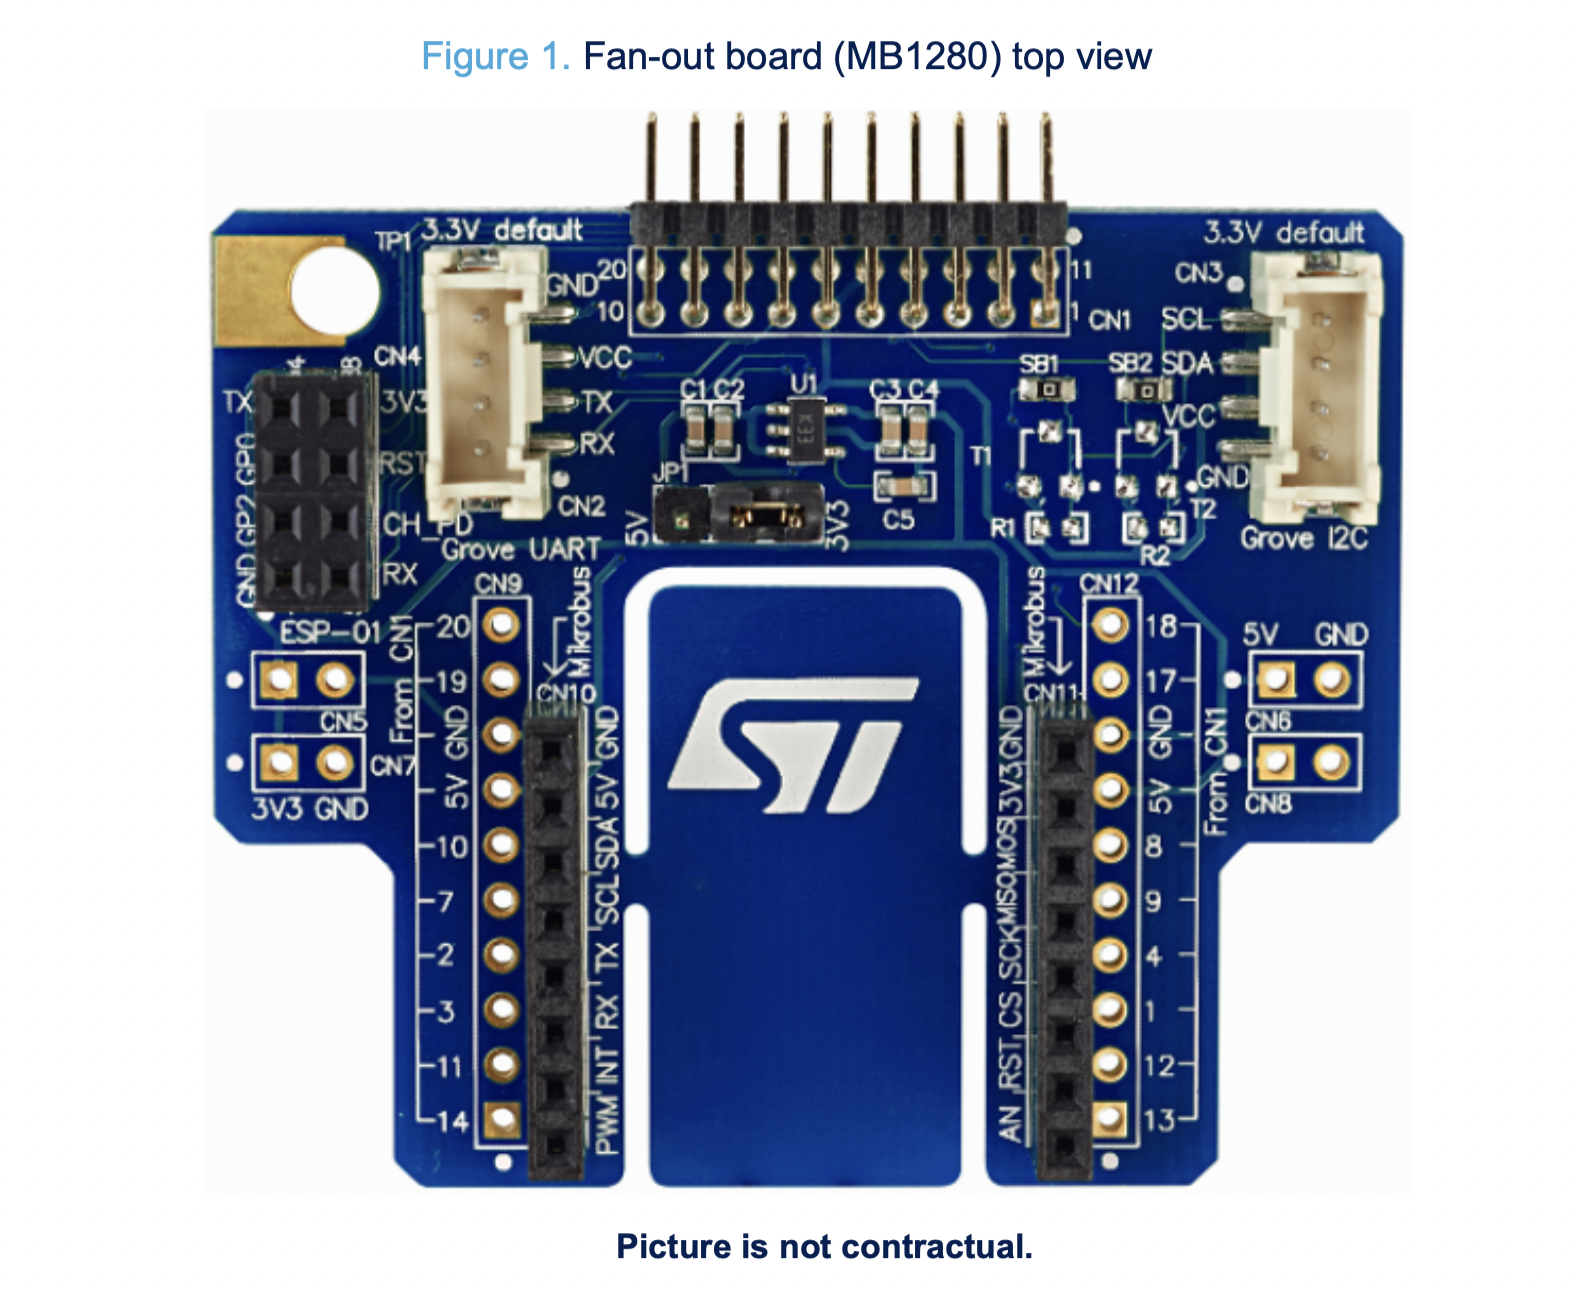 Figure 1. Fan-out board (MB1280) top view
TP1
3.3V default
3.3V default
CN3
GND
20
11
10
1
CN1
SCL
CN4
VCC
SB1
SB2
SDA
TX
3V3
TX
C1 C2
U1
C3 C4
VCC
GP0
RST
RX
JP1
T1
GND
GP2
CH_PD
CN2
5V
3V3
C5
R1
R2
T2
GND
RX
Grove UART
Grove I2C
ESP-01
CN9
Mikrobus
Mikrobus
CN12
From CN1
20
18
5V GND
19
CN10
CN11
17
CN5
CN6
GND
GND
GND
GND
CN7
From CN1
3V3 GND
5V
5V
3V3
5V
CN8
10
SDA
MOSI
8
7
SCL
MISO
9
2
TX
SCK
4
3
RX
CS
1
11
INT
RST
12
14
PWM
AN
13
ST
Picture is not contractual.